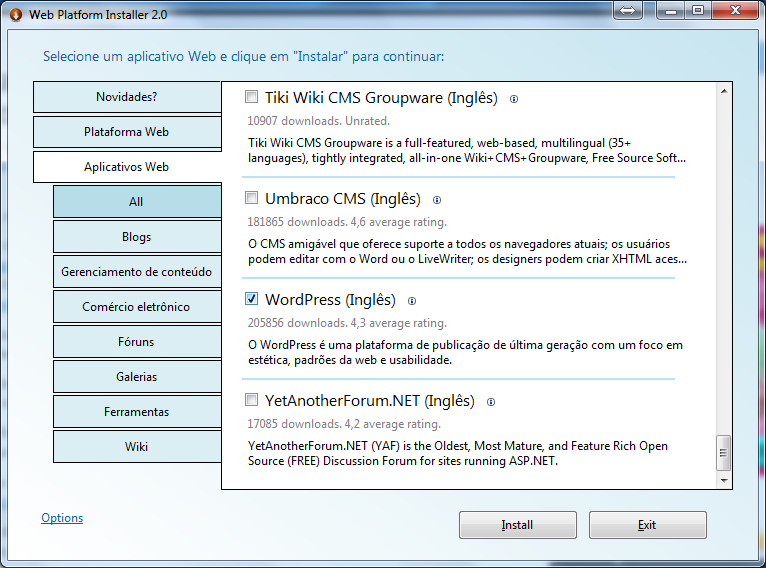 Web Platform Installer 2.0
Selecione um aplicativo Web e clique em "Instalar" para continuar:
Novidades?
Plataforma Web
Aplicativos Web
All
Blogs
Gerenciamento de conteúdo
Comércio eletrônico
Fóruns
Galerias
Ferramentas
Wiki
Tiki Wiki CMS Groupware (Inglês)
10907 downloads. Unrated.
Tiki Wiki CMS Groupware is a full-featured, web-based, multilingual (35+
languages), tightly integrated, all-in-one Wiki+CMS+Groupware, Free Source Soft...
Umbraco CMS (Inglês)
181865 downloads. 4,6 average rating.
O CMS amigável que oferece suporte a todos os navegadores atuais; os usuários
podem editar com o Word ou o LiveWriter; os designers podem criar XHTML aces...
WordPress (Inglês)
205856 downloads. 4,3 average rating.
O WordPress é uma plataforma de publicação de última geração com um foco em
estética, padrões da web e usabilidade.
YetAnotherForum.NET (Inglês)
17085 downloads. 4,2 average rating.
YetAnotherForum.NET (YAF) is the Oldest, Most Mature, and Feature Rich Open
Source (FREE) Discussion Forum for sites running ASP.NET.
Options
Install
Exit